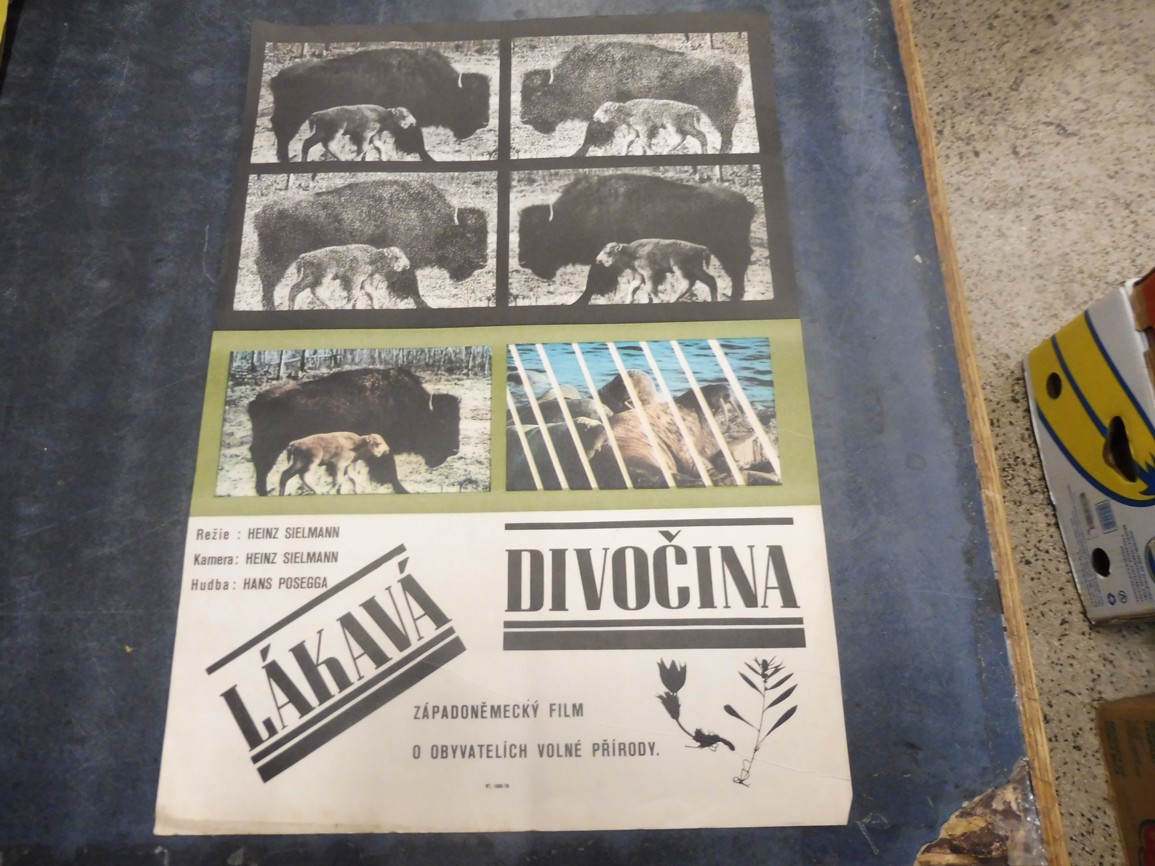 Režie : HEINZ SIELMANN
Kamera: HEINZ SIELMANN
Hudba: HANS POSEGGA
LÁKAVÁ
DIVOČINA
ZÁPADONĚMECKÝ FILM
O OBYVATELÍCH VOLNÉ PŘÍRODY.